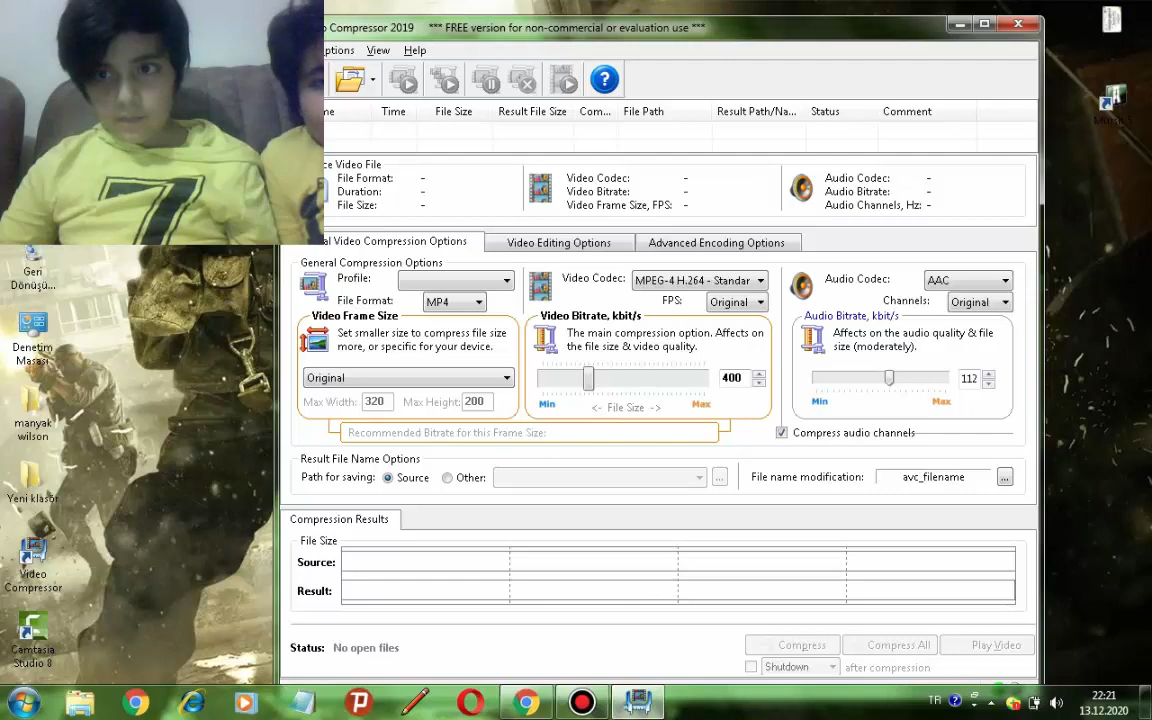 Compressor 2019 *** FREE version for non-commercial or evaluation use ***
ptions View Help
me Time File Size Result File Size Com... File Path Result Path/Na... Status Comment
ce Video File
File Format: - Video Codec: - Audio Codec: -
Duration: - Video Bitrate: - Audio Bitrate: -
File Size: - Video Frame Size, FPS: - Audio Channels, Hz: -
al Video Compression Options Video Editing Options Advanced Encoding Options
General Compression Options
Profile: Video Codec: MPEG-4 H.264 - Standar Audio Codec: AAC
File Format: MP4 FPS: Original Channels: Original
Video Frame Size Video Bitrate, kbit/s Audio Bitrate, kbit/s
Set smaller size to compress file size The main compression option. Affects on Affects on the audio quality & file
more, or specific for your device. the file size & video quality. size (moderately).
Original 400 112
Min <- File Size -> Max Min Max
Max Width: 320 Max Height: 200
Recommended Bitrate for this Frame Size: Compress audio channels
Result File Name Options
Path for saving: Source Other: ... File name modification: avc_filename ...
Compression Results
File Size
Source:
Result:
Status: No open files Compress Compress All Play Video
Shutdown after compression
Geri
Dönüşü...
Denetim
Masası
manyak
wilson
Yeni klasör
Video
Compressor
Camtasia
Studio 8
TR 22:21
13.12.2020
7